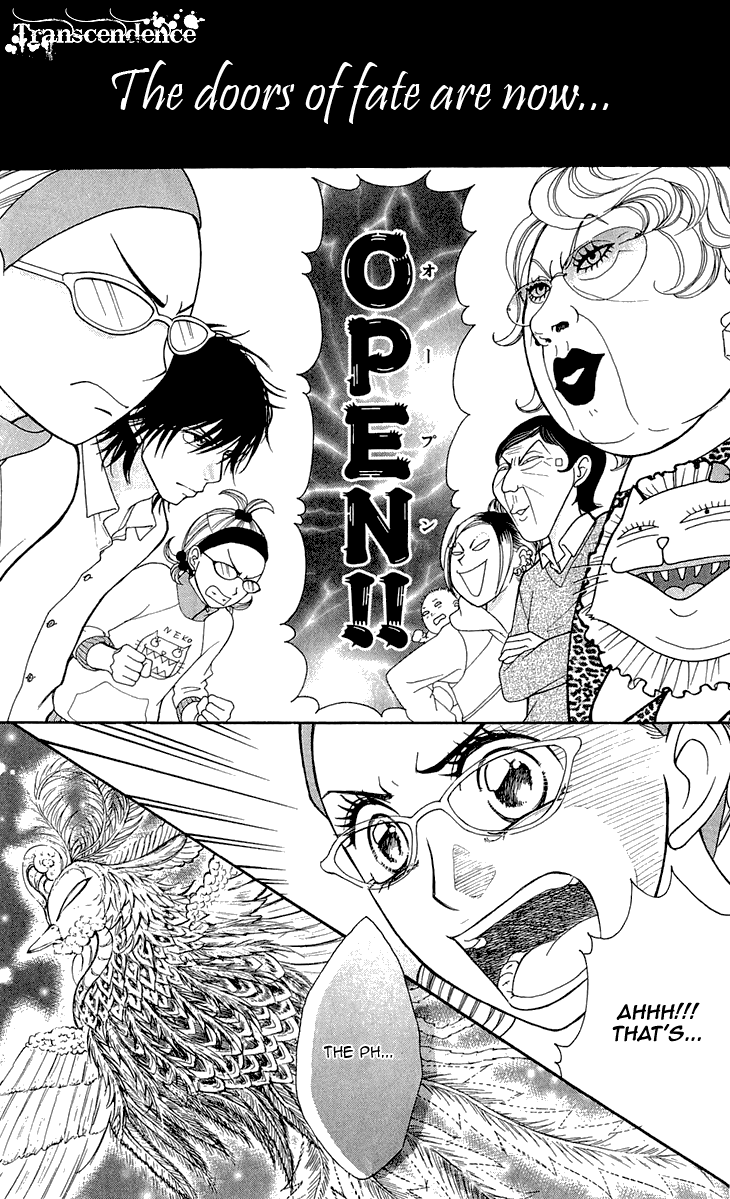 Transcendence
The doors of fate are now...
OPEN!!
オープン
NEKO
AHHH!!!
THAT'S...
THE PH...